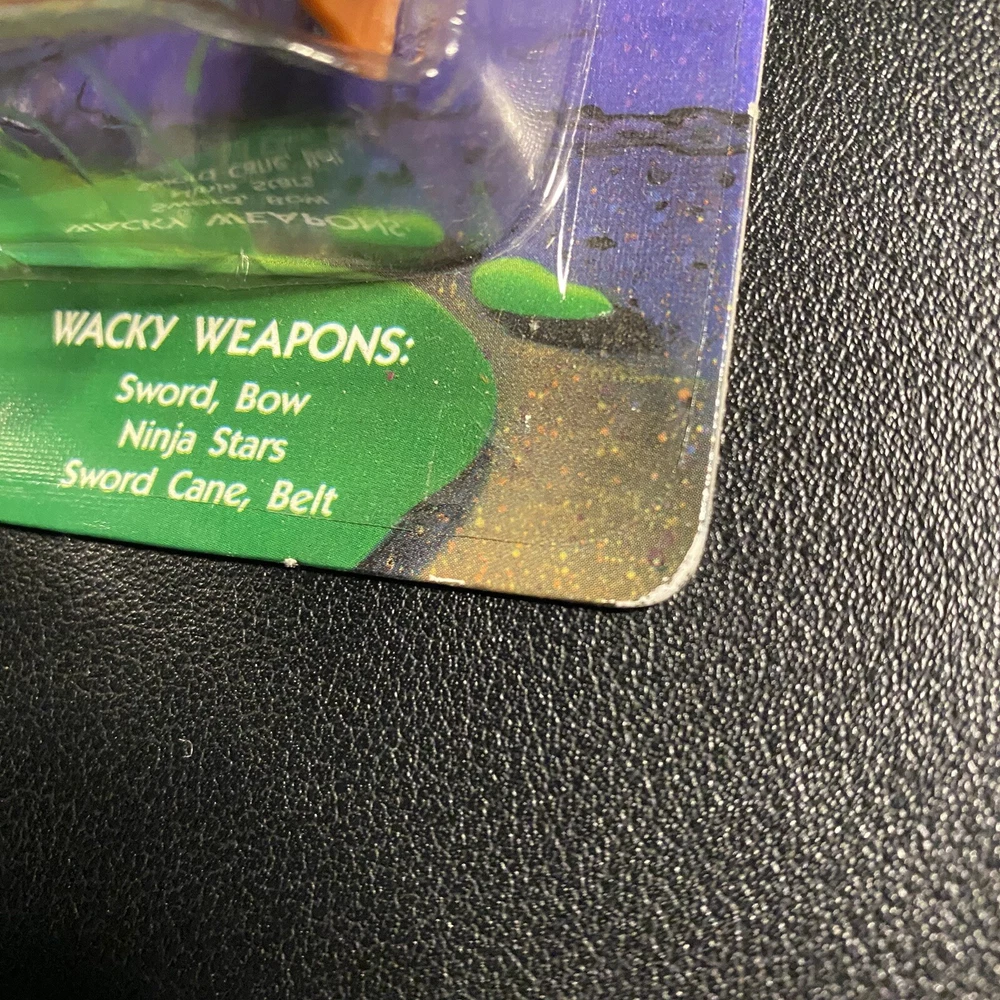 WACKY WEAPONS:
Sword, Bow
Ninja Stars
Sword Cane, Belt